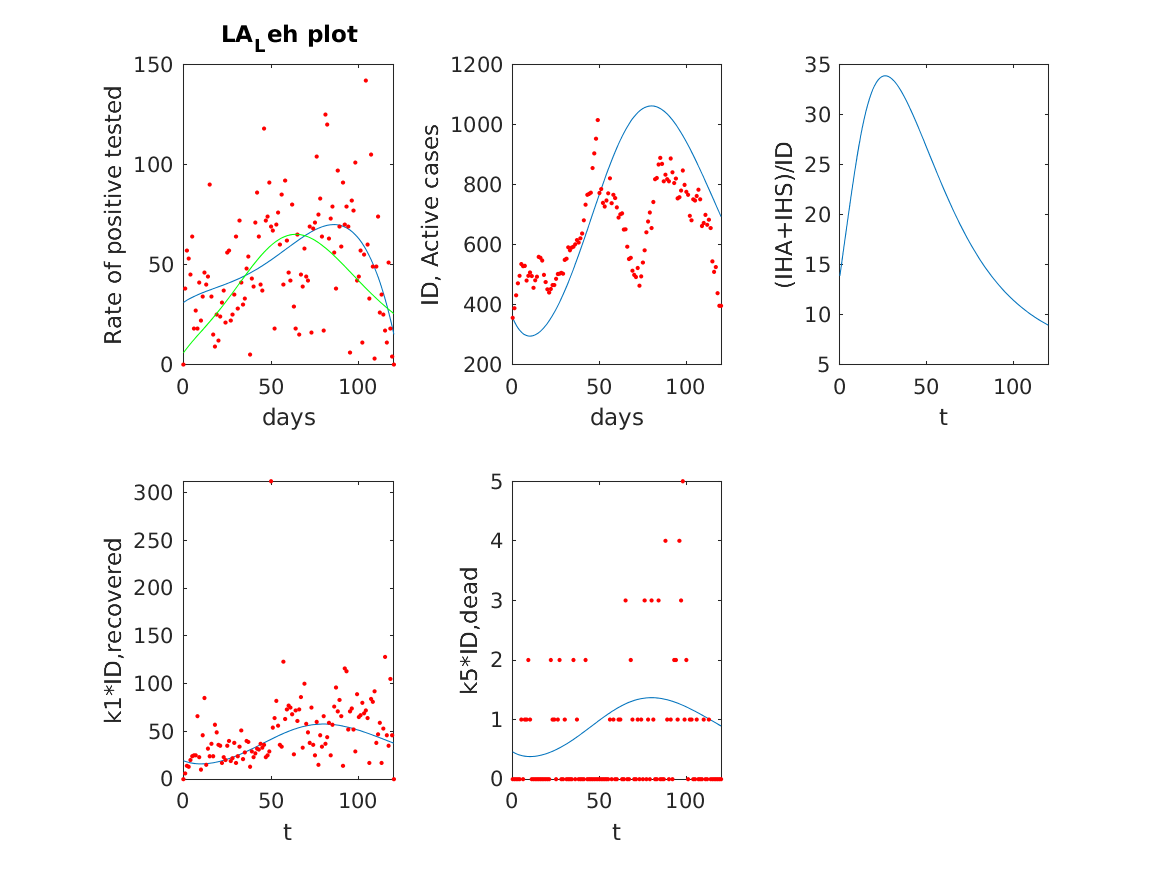 LA_Leh plot
150
100
50
0
0 50 100
days
Rate of positive tested
1200
1000
800
600
400
200
0 50 100
days
ID, Active cases
35
30
25
20
15
10
5
0 50 100
t
(IHA+IHS)/ID
300
250
200
150
100
50
0
0 50 100
t
k1*ID,recovered
5
4
3
2
1
0
0 50 100
t
k5*ID,dead